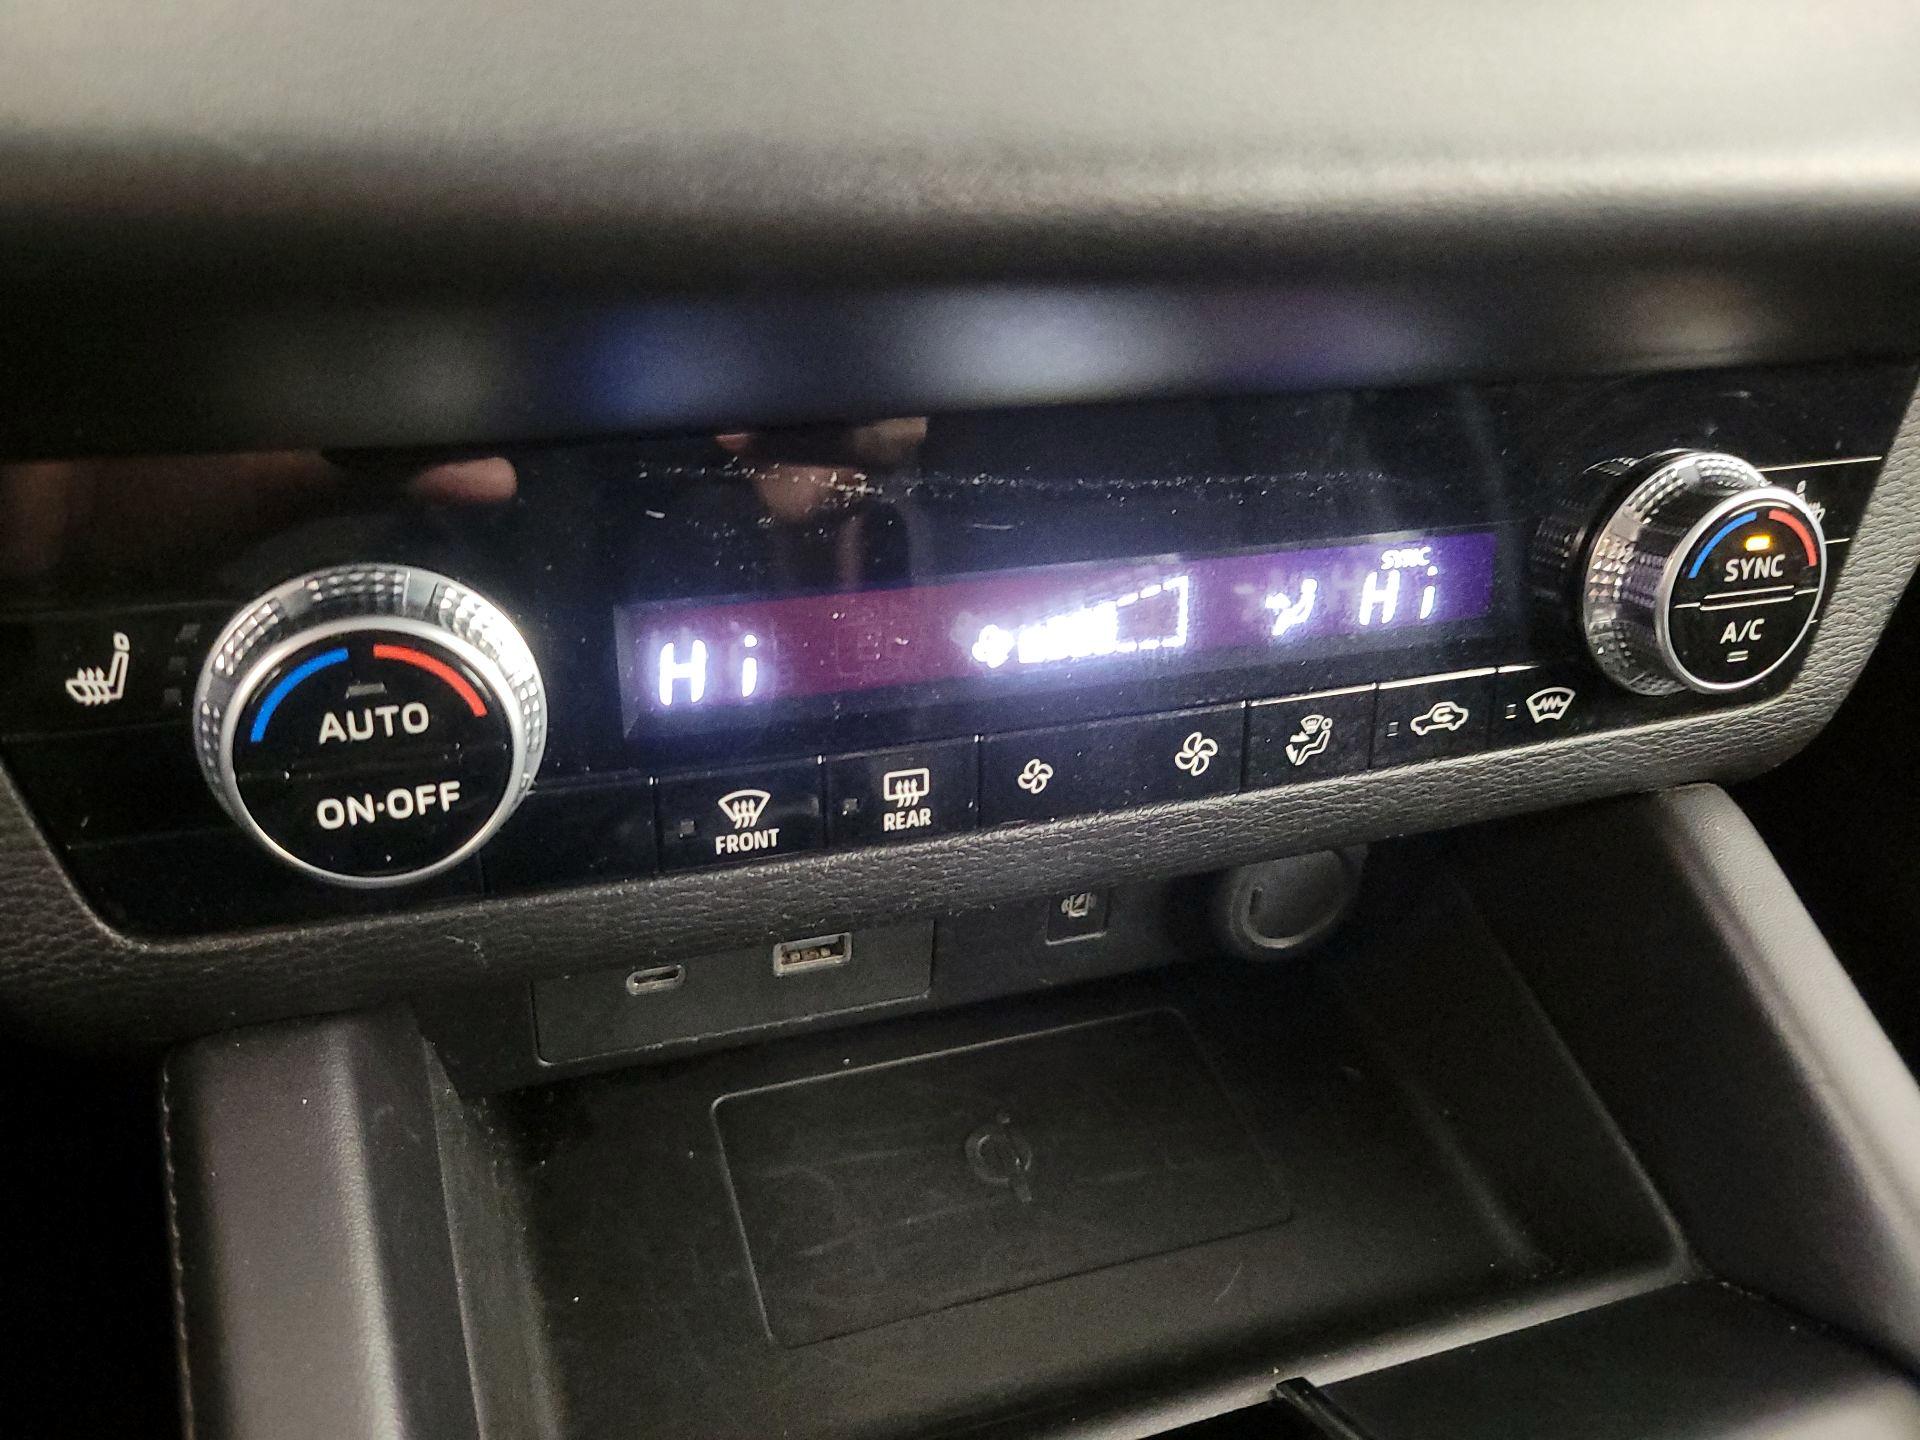 SYNC
Hi
Hi
SYNC
A/C
AUTO
ON·OFF
FRONT
REAR